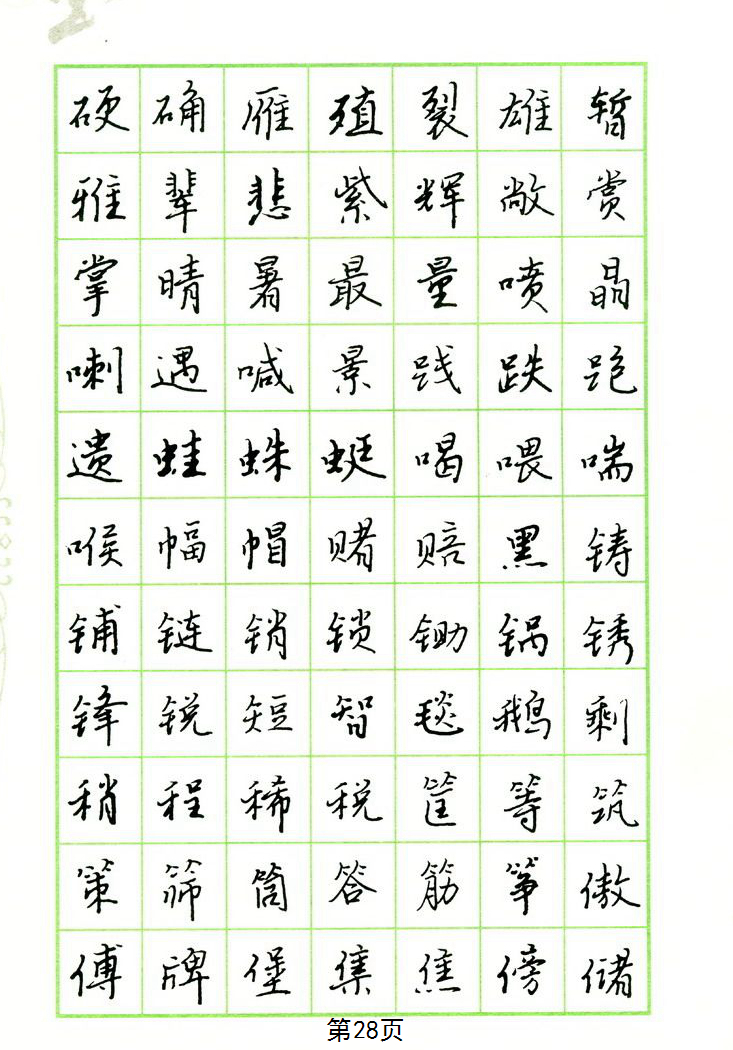 硬确雁殖裂雄暂
雅辈悲紫辉敞赏
掌晴暑最量喷晶
喇遇喊景践跌跑
遗蛙蛛蜓喝喂喘
喉幅帽赌赔黑铸
铺链销锁锄锅锈
锋锐短智毯鹅剩
稍程稀税筐等筑
策筛筒答筋筝傲
傅牌堡集焦傍储
第28页